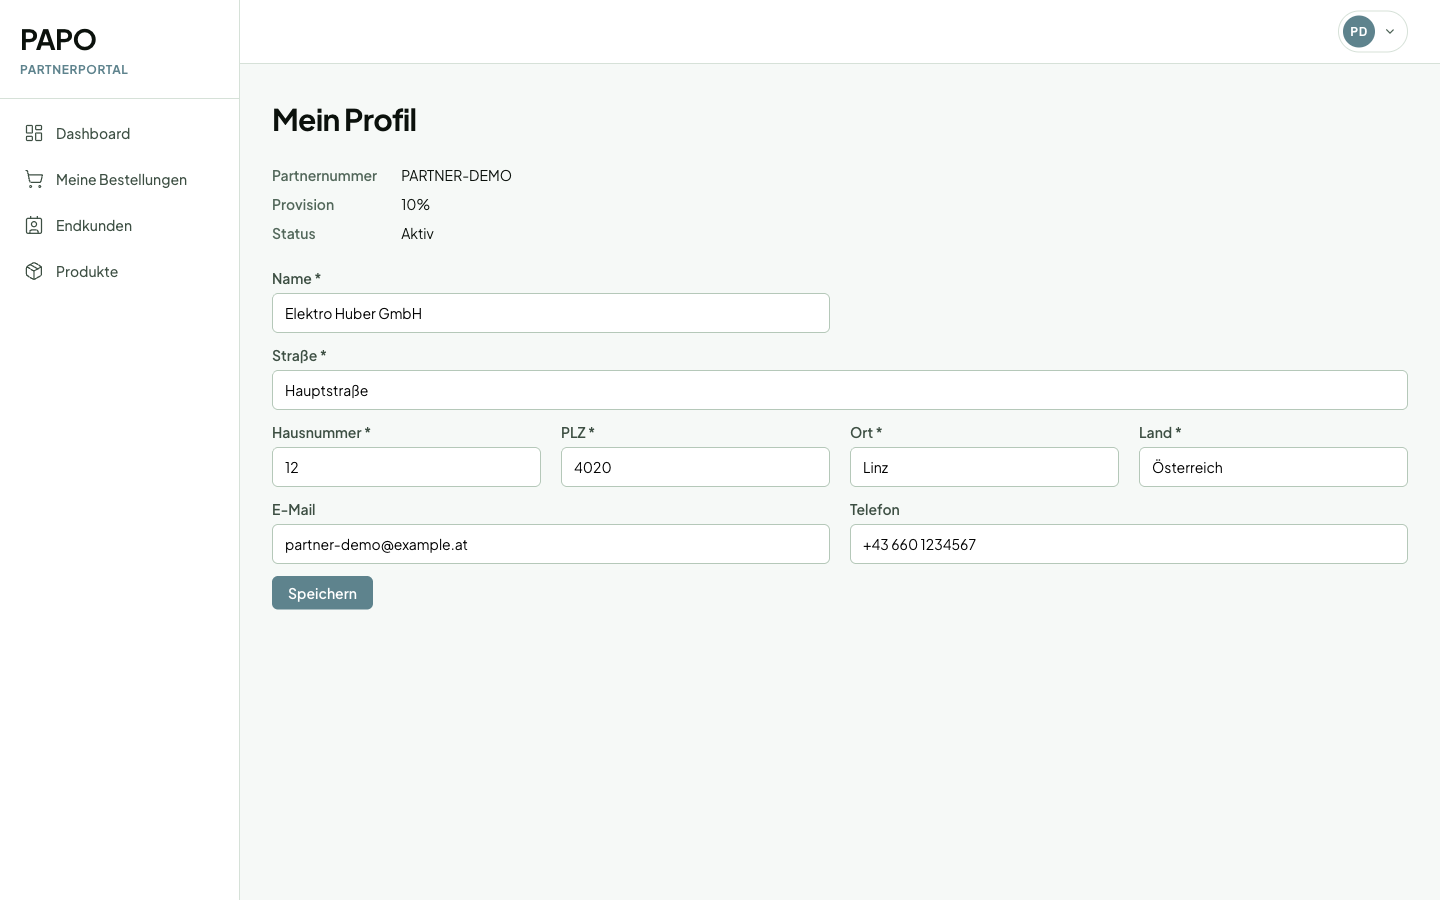 PAPO
PARTNERPORTAL
PD
Dashboard
Meine Bestellungen
Endkunden
Produkte
Mein Profil
Partnernummer PARTNER-DEMO
Provision 10%
Status Aktiv
Name *
Elektro Huber GmbH
Straße *
Hauptstraße
Hausnummer * PLZ * Ort * Land *
12 4020 Linz Österreich
E-Mail Telefon
partner-demo@example.at +43 660 1234567
Speichern